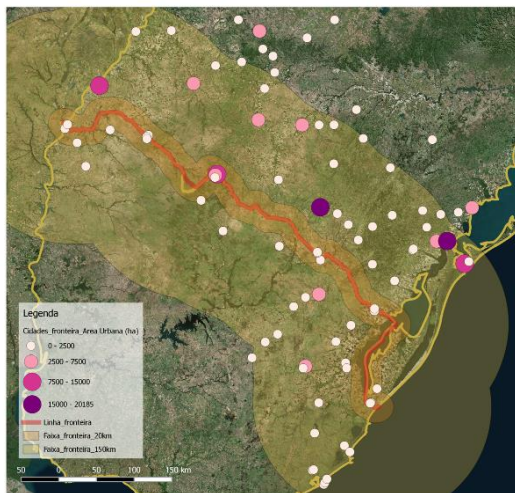 Legenda
Cidades_fronteira_Area Urbana (ha)
0 - 2500
2500 - 7500
7500 - 15000
15000 - 20185
Linha_fronteira
Faixa_fronteira_20km
Faixa_fronteira_150km
50 0 50 100 150 km